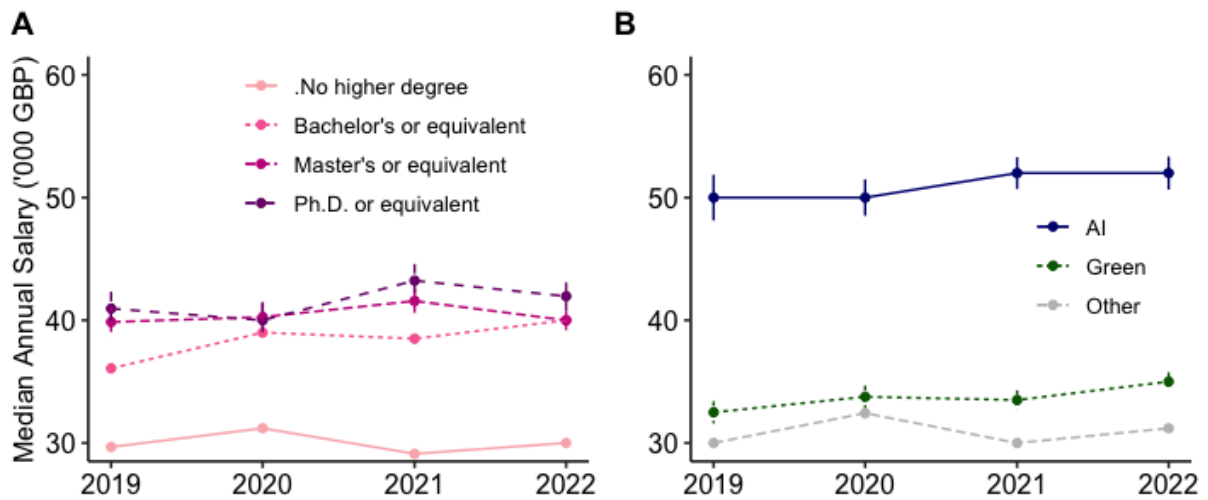 A
Median Annual Salary ('000 GBP)
60
50
40
30
.No higher degree
Bachelor's or equivalent
Master's or equivalent
Ph.D. or equivalent
2019 2020 2021 2022
B
60
50
40
30
AI
Green
Other
2019 2020 2021 2022